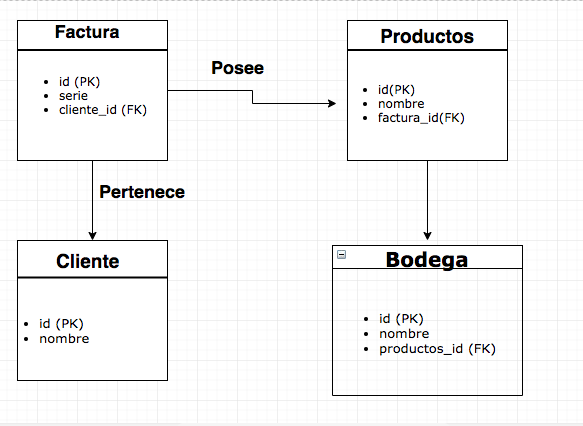 Factura
• id (PK)
• serie
• cliente_id (FK)
Posee
Productos
• id(PK)
• nombre
• factura_id(FK)
Pertenece
Cliente
• id (PK)
• nombre
Bodega
• id (PK)
• nombre
• productos_id (FK)